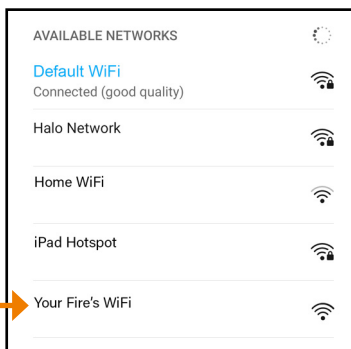 AVAILABLE NETWORKS
Default WiFi
Connected (good quality)
Halo Network
Home WiFi
iPad Hotspot
Your Fire's WiFi